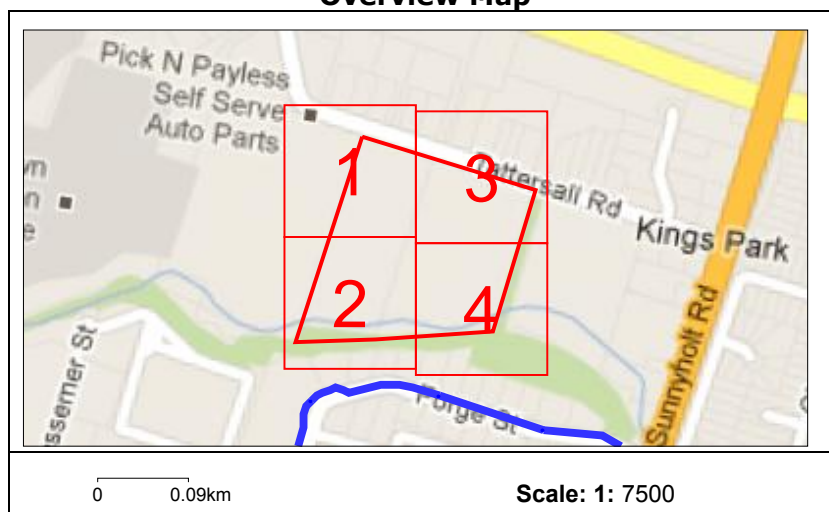 Overview Map
Pick N Payless
Self Serve
Auto Parts
1
3
Tattersall Rd
Kings Park
2
4
Sunnyholt Rd
Forge St
0 0.09km
Scale: 1: 7500